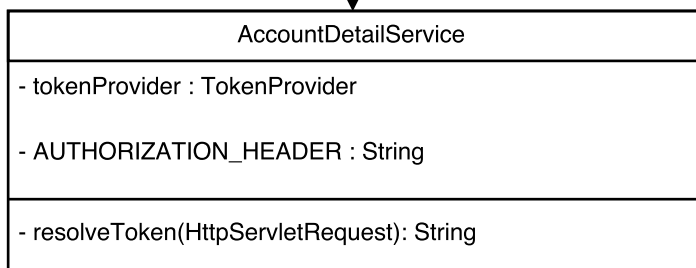 AccountDetailService
- tokenProvider : TokenProvider
- AUTHORIZATION_HEADER : String
- resolveToken(HttpServletRequest): String